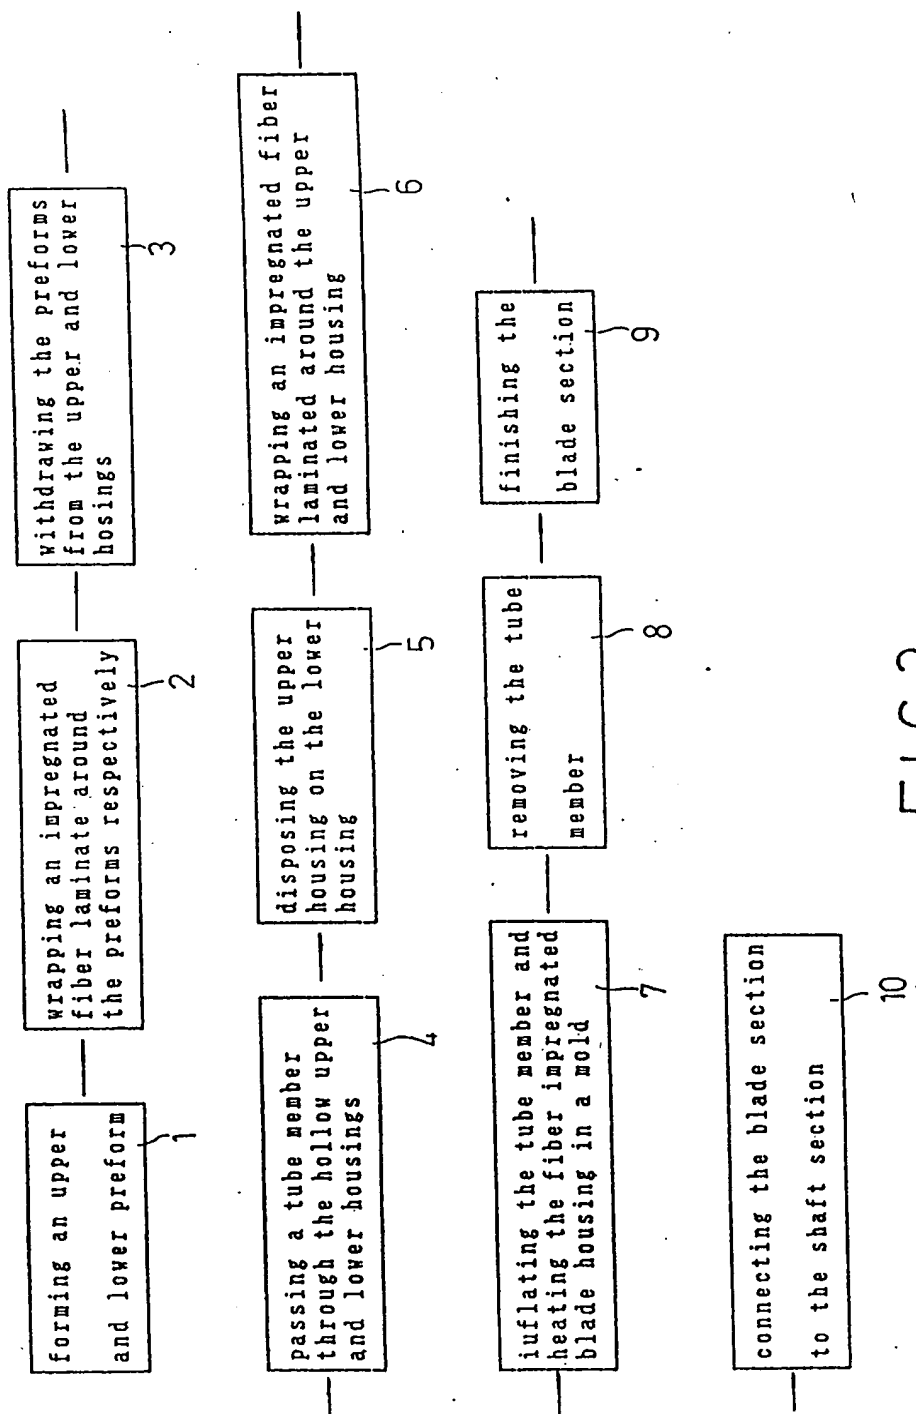 forming an upper
and lower preform
1
wrapping an impregnated
fiber laminate around
the preforms respectively
2
withdrawing the preforms
from the upper and lower
hosings
3
passing a tube member
through the hollow upper
and lower housings
4
disposing the upper
housing on the lower
housing
5
wrapping an impregnated fiber
laminated around the upper
and lower housing
6
iuflating the tube member and
heating the fiber impregnated
blade housing in a mold
7
removing the tube
member
8
finishing the
blade section
9
connecting the blade section
to the shaft section
10